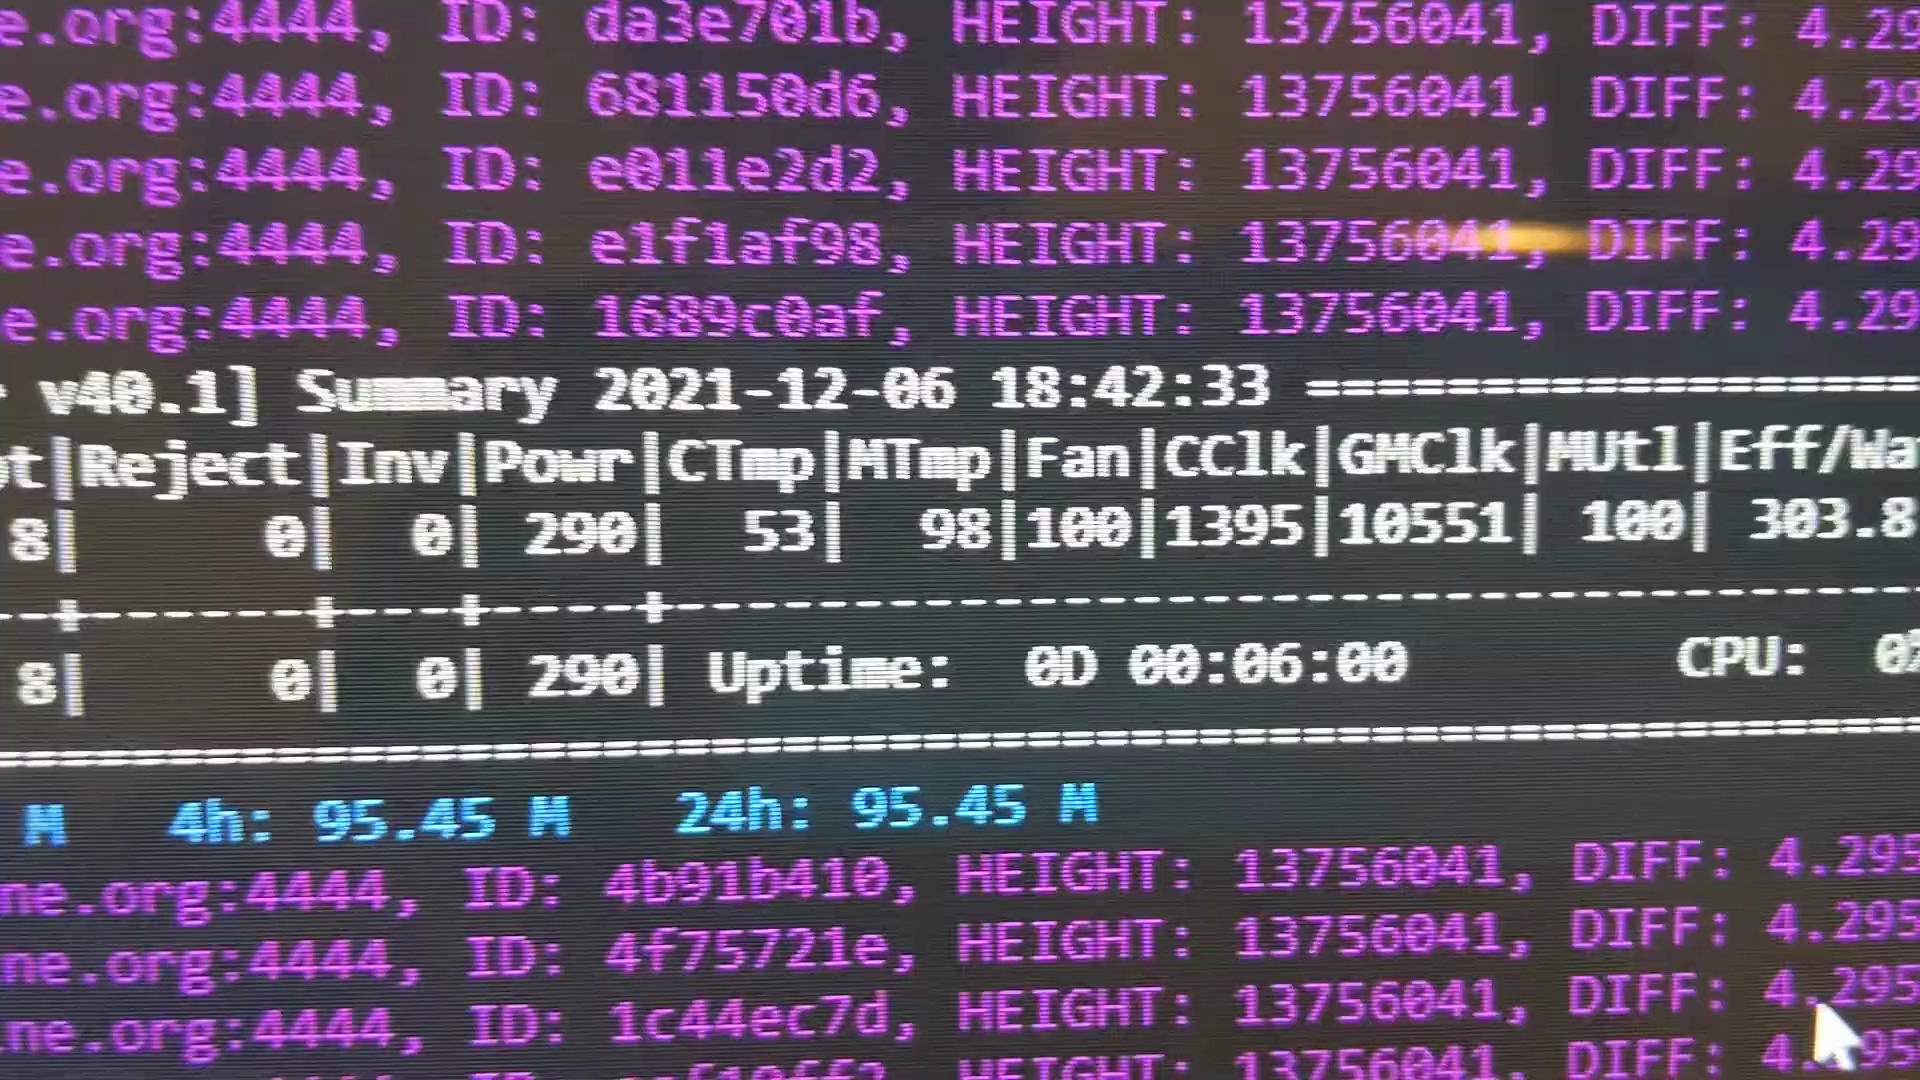 e.org:4444, ID: da3e701b, HEIGHT: 13756041, DIFF: 4.29
e.org:4444, ID: 681150d6, HEIGHT: 13756041, DIFF: 4.29
e.org:4444, ID: e011e2d2, HEIGHT: 13756041, DIFF: 4.29
e.org:4444, ID: e1f1af98, HEIGHT: 13756041, DIFF: 4.29
e.org:4444, ID: 1689c0af, HEIGHT: 13756041, DIFF: 4.29
v40.1] Summary 2021-12-06 18:42:33 ====================
pt|Reject|Inv|Powr|CTmp|MTmp|Fan|CClk|GMClk|MUtl|Eff/Wa
8| 0| 0| 290| 53| 98|100|1395|10551| 100| 303.8
8| 0| 0| 290| Uptime: 0D 00:06:00 CPU: 0%
M 4h: 95.45 M 24h: 95.45 M
ne.org:4444, ID: 4b91b410, HEIGHT: 13756041, DIFF: 4.295
ne.org:4444, ID: 4f75721e, HEIGHT: 13756041, DIFF: 4.295
ne.org:4444, ID: 1c44ec7d, HEIGHT: 13756041, DIFF: 4.295
HEIGHT: 13756041, DIFF: